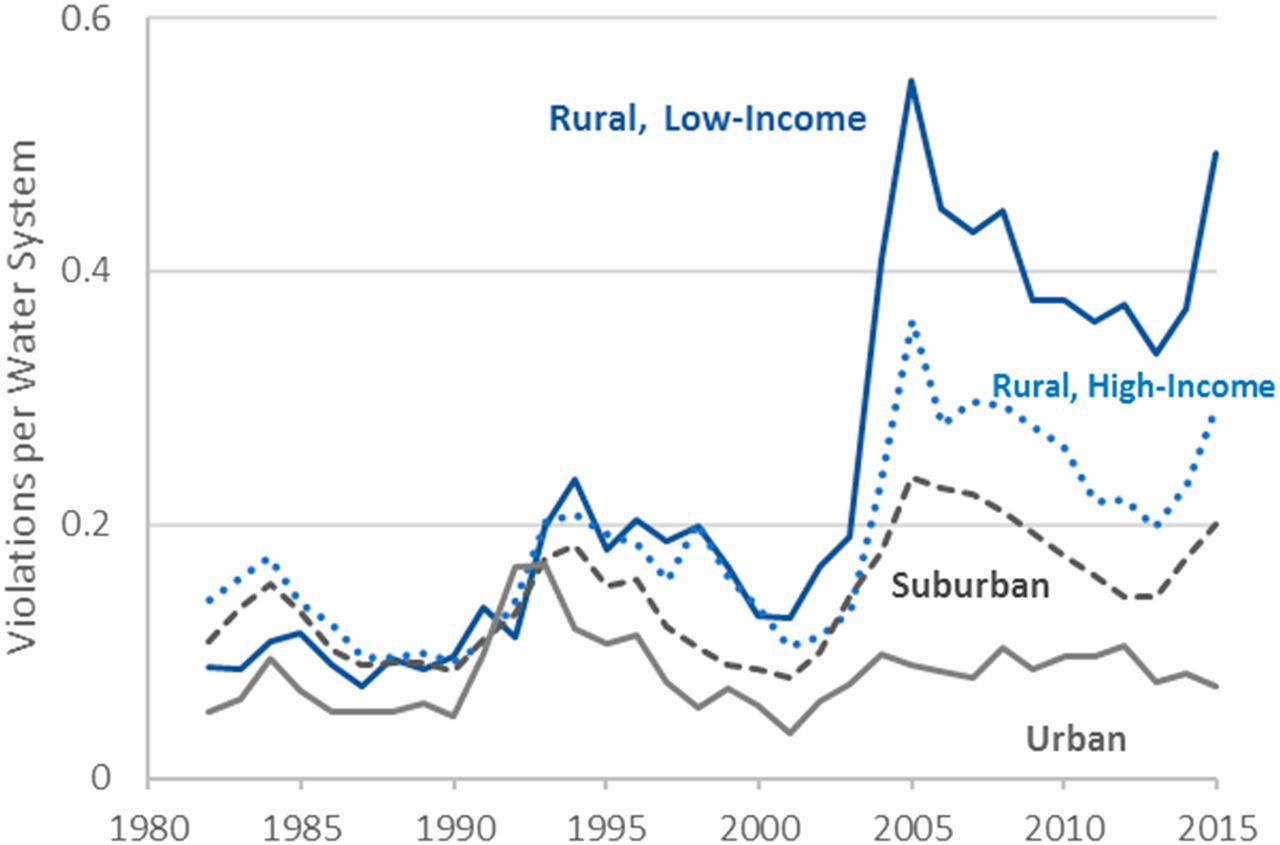 Violations per Water System
0.6
0.4
0.2
0
Rural, Low-Income
Rural, High-Income
Suburban
Urban
1980 1985 1990 1995 2000 2005 2010 2015